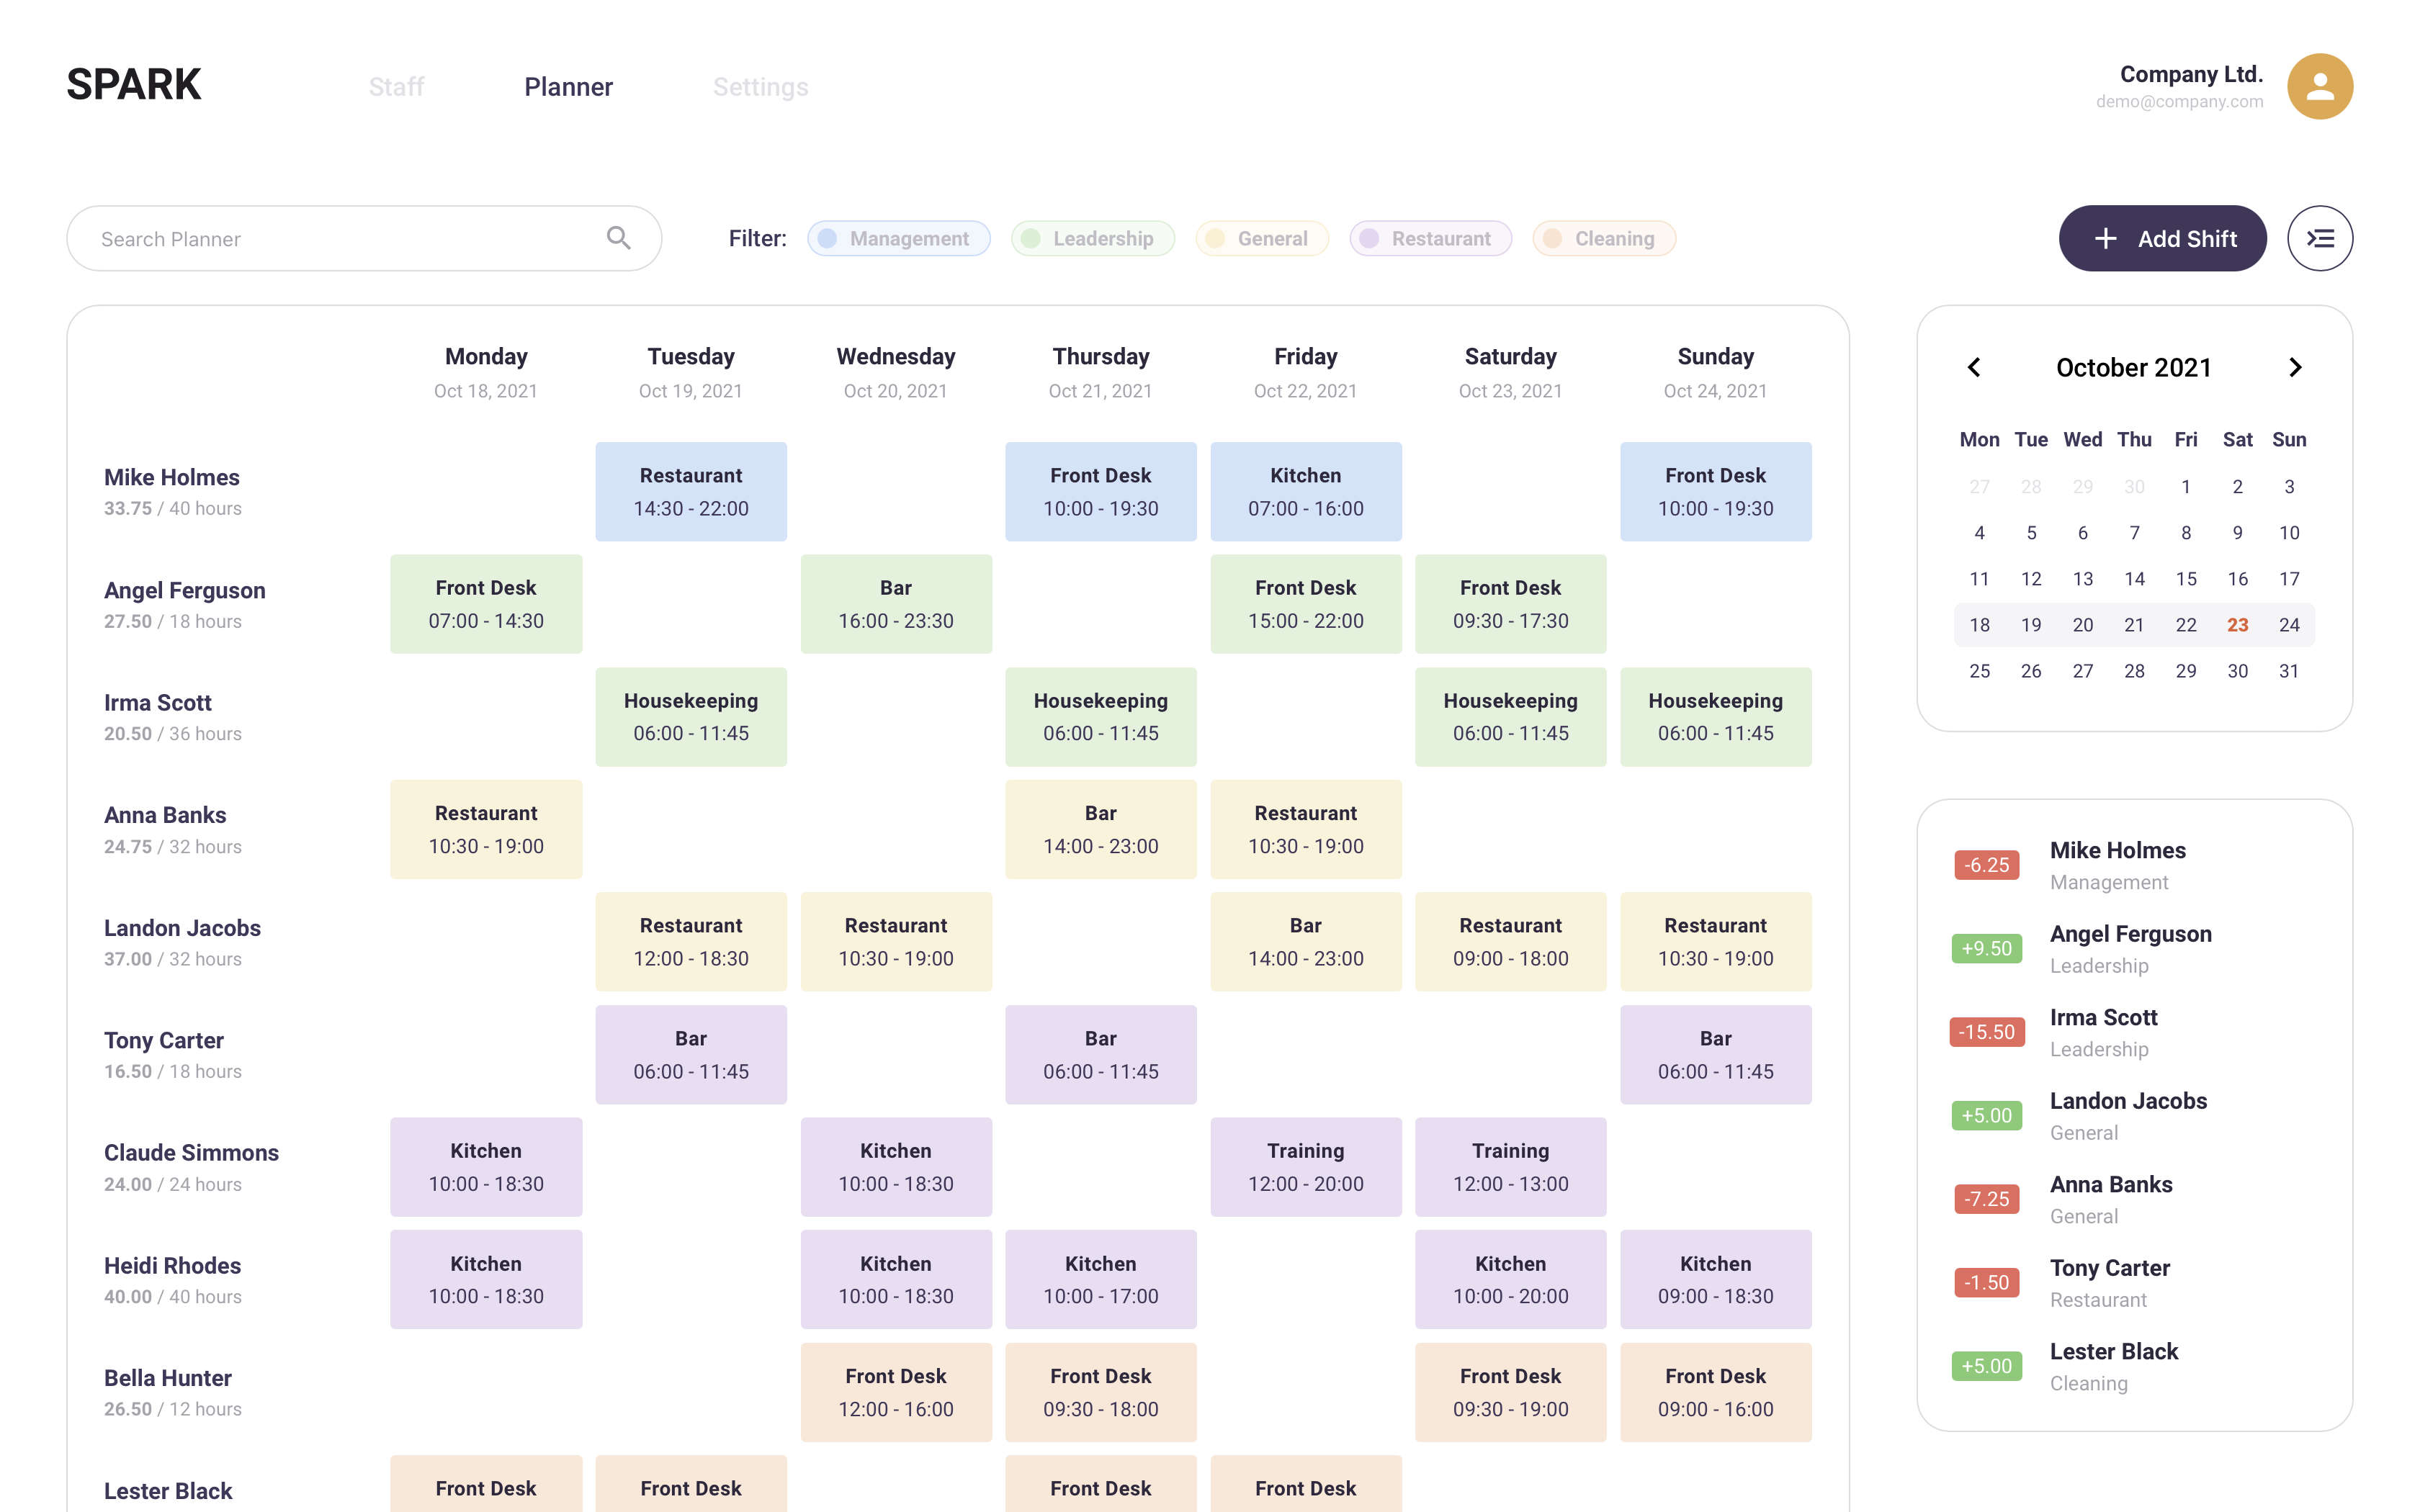 SPARK
Staff Planner Settings
Company Ltd.
demo@company.com
Search Planner
Filter: Management Leadership General Restaurant Cleaning
+ Add Shift
Monday Tuesday Wednesday Thursday Friday Saturday Sunday
Oct 18, 2021 Oct 19, 2021 Oct 20, 2021 Oct 21, 2021 Oct 22, 2021 Oct 23, 2021 Oct 24, 2021
Mike Holmes
33.75 / 40 hours
Restaurant Front Desk Kitchen Front Desk
14:30 - 22:00 10:00 - 19:30 07:00 - 16:00 10:00 - 19:30
Angel Ferguson
27.50 / 18 hours
Front Desk Bar Front Desk Front Desk
07:00 - 14:30 16:00 - 23:30 15:00 - 22:00 09:30 - 17:30
Irma Scott
20.50 / 36 hours
Housekeeping Housekeeping Housekeeping Housekeeping
06:00 - 11:45 06:00 - 11:45 06:00 - 11:45 06:00 - 11:45
Anna Banks
24.75 / 32 hours
Restaurant Bar Restaurant
10:30 - 19:00 14:00 - 23:00 10:30 - 19:00
Landon Jacobs
37.00 / 32 hours
Restaurant Restaurant Bar Restaurant Restaurant
12:00 - 18:30 10:30 - 19:00 14:00 - 23:00 09:00 - 18:00 10:30 - 19:00
Tony Carter
16.50 / 18 hours
Bar Bar Bar
06:00 - 11:45 06:00 - 11:45 06:00 - 11:45
Claude Simmons
24.00 / 24 hours
Kitchen Kitchen Training Training
10:00 - 18:30 10:00 - 18:30 12:00 - 20:00 12:00 - 13:00
Heidi Rhodes
40.00 / 40 hours
Kitchen Kitchen Kitchen Kitchen Kitchen
10:00 - 18:30 10:00 - 18:30 10:00 - 17:00 10:00 - 20:00 09:00 - 18:30
Bella Hunter
26.50 / 12 hours
Front Desk Front Desk Front Desk Front Desk
12:00 - 16:00 09:30 - 18:00 09:30 - 19:00 09:00 - 16:00
Lester Black
Front Desk Front Desk Front Desk Front Desk
October 2021
Mon Tue Wed Thu Fri Sat Sun
27 28 29 30 1 2 3
4 5 6 7 8 9 10
11 12 13 14 15 16 17
18 19 20 21 22 23 24
25 26 27 28 29 30 31
-6.25 Mike Holmes
Management
+9.50 Angel Ferguson
Leadership
-15.50 Irma Scott
Leadership
+5.00 Landon Jacobs
General
-7.25 Anna Banks
General
-1.50 Tony Carter
Restaurant
+5.00 Lester Black
Cleaning